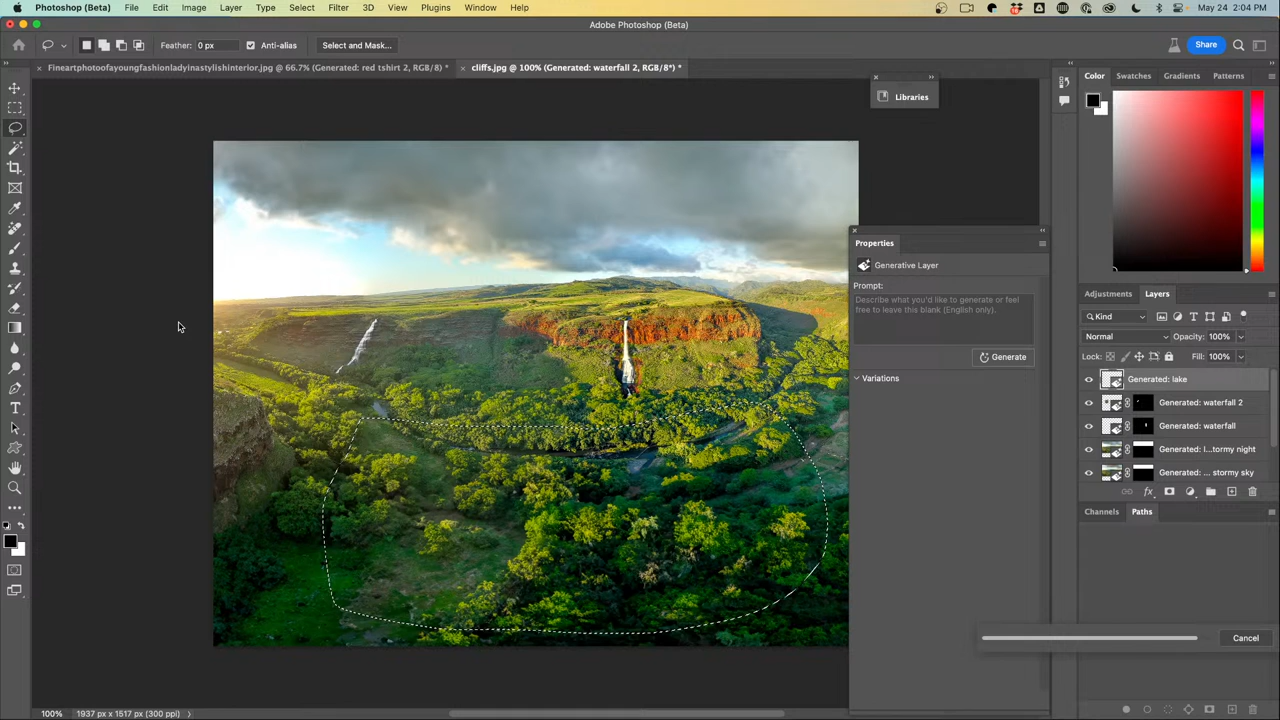 Photoshop (Beta) File Edit Image Layer Type Select Filter 3D View Plugins Window Help May 24 2:04 PM
Adobe Photoshop (Beta)
Feather: 0 px Anti-alias Select and Mask... Share
Fineartphotoofayoungfashionladyinastylishinterior.jpg @ 66.7% (Generated: red tshirt 2, RGB/8) * cliffs.jpg @ 100% (Generated: waterfall 2, RGB/8*) *
Color Swatches Gradients Patterns
Libraries
Properties
Generative Layer
Prompt:
Describe what you'd like to generate or feel
free to leave this blank (English only).
Generate
Variations
Adjustments Layers
Kind
Normal Opacity: 100%
Lock: Fill: 100%
Generated: lake
Generated: waterfall 2
Generated: waterfall
Generated: l...tormy night
Generated: ... stormy sky
fx
Channels Paths
Cancel
100% 1937 px x 1517 px (300 ppi)